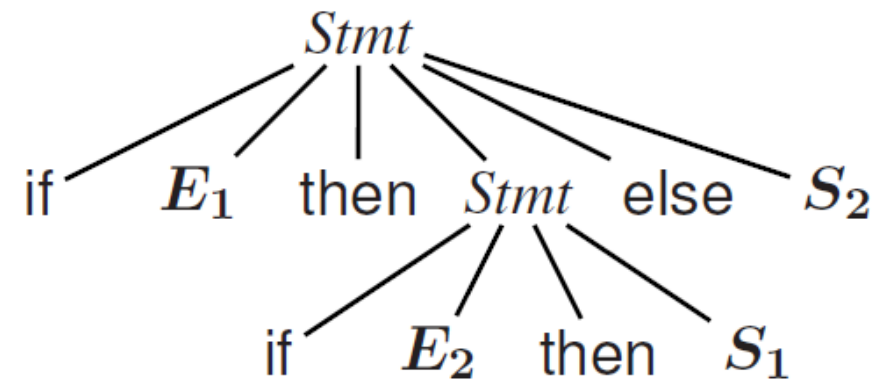 Stmt
if E₁ then Stmt else S₂
if E₂ then S₁